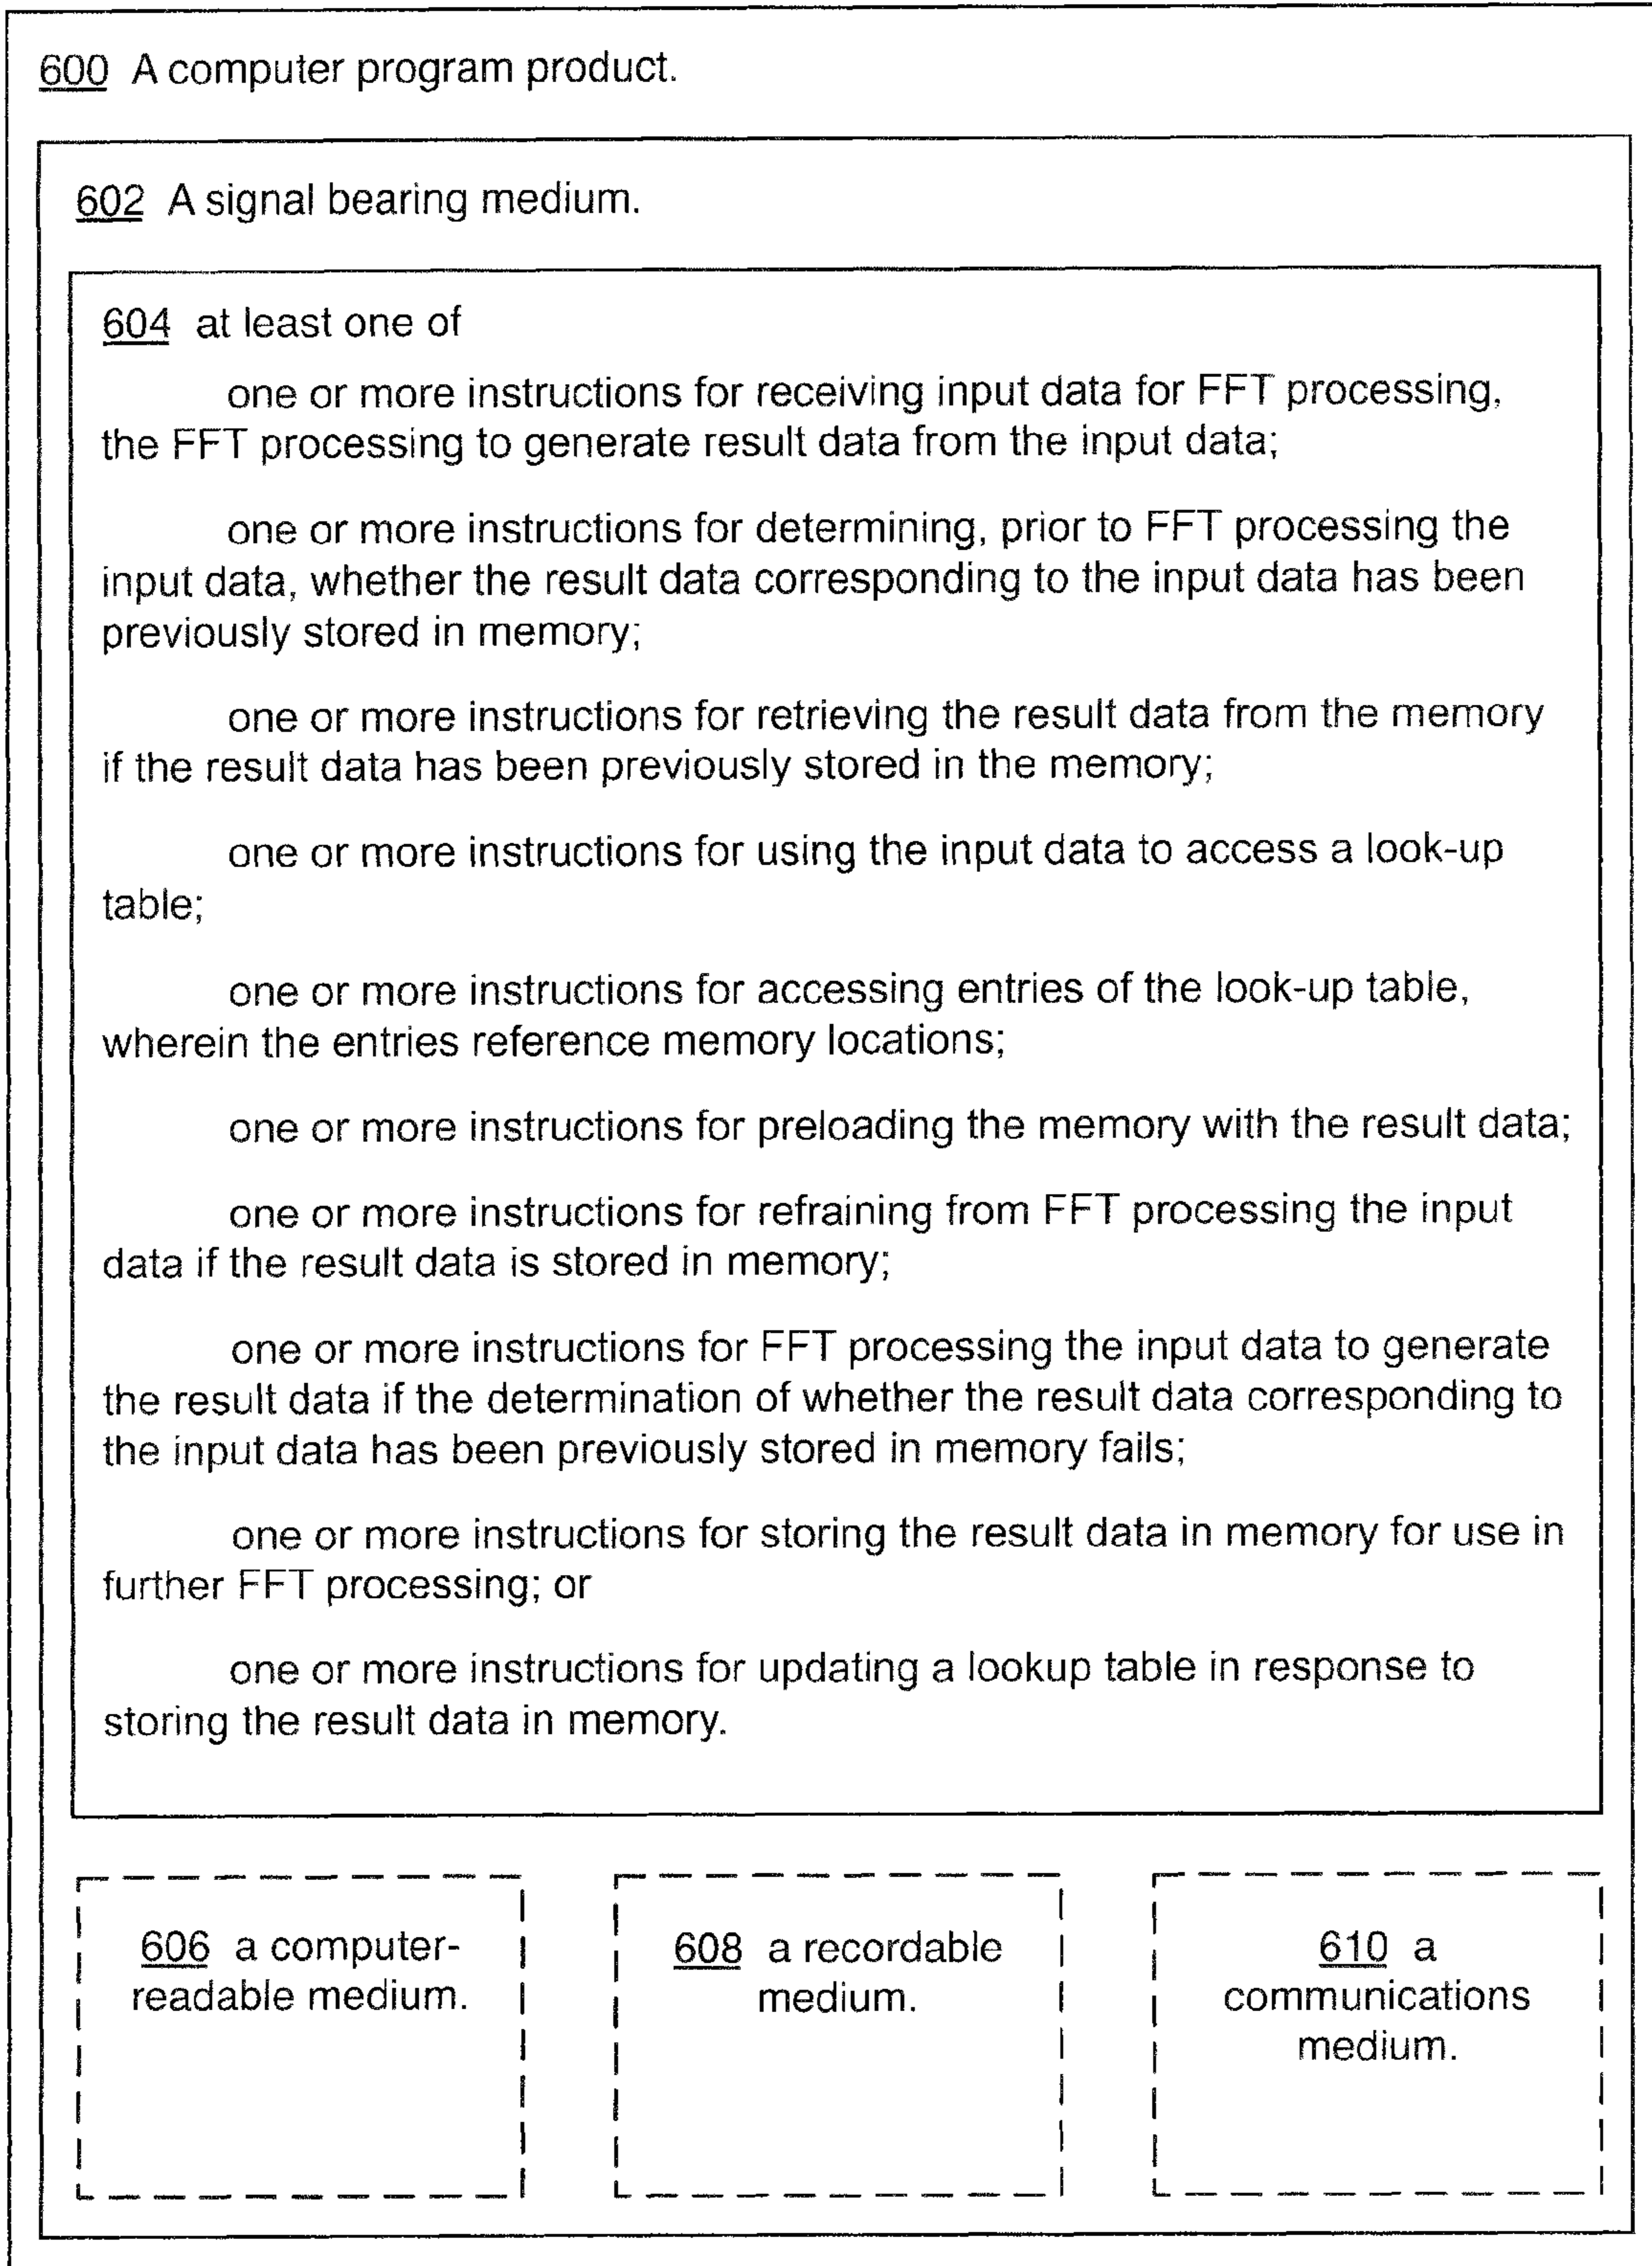 600 A computer program product.
602 A signal bearing medium.
604 at least one of
one or more instructions for receiving input data for FFT processing,
the FFT processing to generate result data from the input data;
one or more instructions for determining, prior to FFT processing the
input data, whether the result data corresponding to the input data has been
previously stored in memory;
one or more instructions for retrieving the result data from the memory
if the result data has been previously stored in the memory;
one or more instructions for using the input data to access a look-up
table;
one or more instructions for accessing entries of the look-up table,
wherein the entries reference memory locations;
one or more instructions for preloading the memory with the result data;
one or more instructions for refraining from FFT processing the input
data if the result data is stored in memory;
one or more instructions for FFT processing the input data to generate
the result data if the determination of whether the result data corresponding to
the input data has been previously stored in memory fails;
one or more instructions for storing the result data in memory for use in
further FFT processing; or
one or more instructions for updating a lookup table in response to
storing the result data in memory.
606 a computer-
readable medium.
608 a recordable
medium.
610 a
communications
medium.